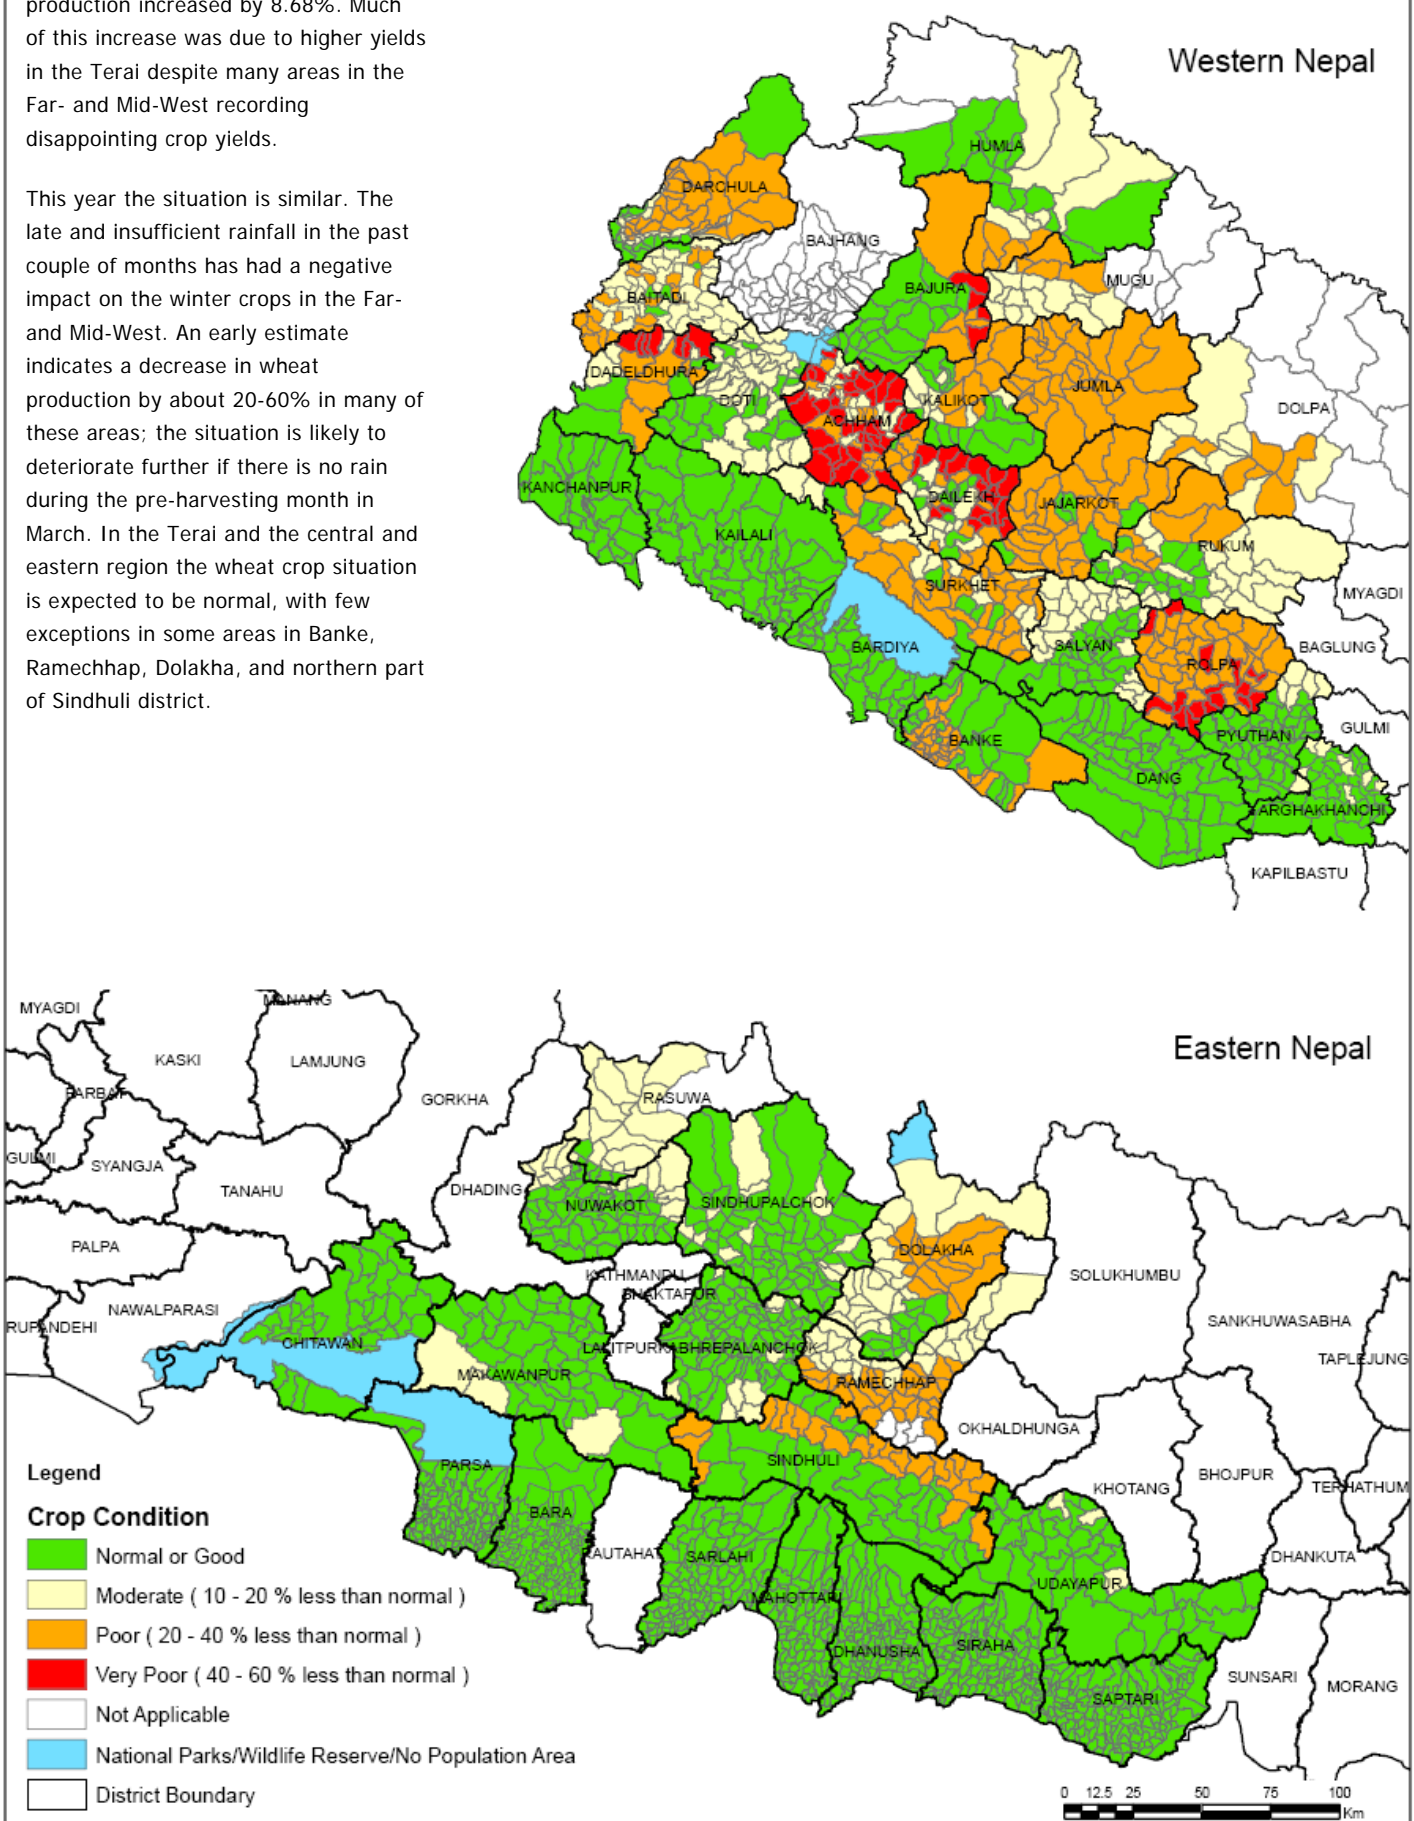 production increased by 8.68%. Much
of this increase was due to higher yields
in the Terai despite many areas in the
Far- and Mid-West recording
disappointing crop yields.
This year the situation is similar. The
late and insufficient rainfall in the past
couple of months has had a negative
impact on the winter crops in the Far-
and Mid-West. An early estimate
indicates a decrease in wheat
production by about 20-60% in many of
these areas; the situation is likely to
deteriorate further if there is no rain
during the pre-harvesting month in
March. In the Terai and the central and
eastern region the wheat crop situation
is expected to be normal, with few
exceptions in some areas in Banke,
Ramechhap, Dolakha, and northern part
of Sindhuli district.
Western Nepal
HUMLA
DARCHULA
BAJHANG
MUGU
BAJURA
BAITADI
DADELDHURA
JUMLA
DOTI
KALIKOT
DOLPA
ACHHAM
KANCHANPUR
DAILEKH
JAJARKOT
KAILALI
RUKUM
SURKHET
MYAGDI
BARDIYA
SALYAN
BAGLUNG
ROLPA
GULMI
PYUTHAN
BANKE
DANG
ARGHAKHANCHI
KAPILBASTU
Eastern Nepal
MYAGDI
MANANG
KASKI
LAMJUNG
PARBAT
GORKHA
RASUWA
GULMI
SYANGJA
TANAHU
DHADING
NUWAKOT
SINDHUPALCHOK
PALPA
DOLAKHA
KATHMANDU
BHAKTAPUR
SOLUKHUMBU
NAWALPARASI
RUPANDEHI
SANKHUWASABHA
CHITAWAN
LALITPUR
KABHREPALANCHOK
TAPLEJUNG
MAKAWANPUR
RAMECHHAP
OKHALDHUNGA
SINDHULI
PARSA
BHOJPUR
KHOTANG
TERHATHUM
BARA
RAUTAHAT
SARLAHI
DHANKUTA
UDAYAPUR
MAHOTTARI
SIRAHA
DHANUSHA
SUNSARI
MORANG
SAPTARI
Legend
Crop Condition
Normal or Good
Moderate ( 10 - 20 % less than normal )
Poor ( 20 - 40 % less than normal )
Very Poor ( 40 - 60 % less than normal )
Not Applicable
National Parks/Wildlife Reserve/No Population Area
District Boundary
0 12.5 25 50 75 100
Km